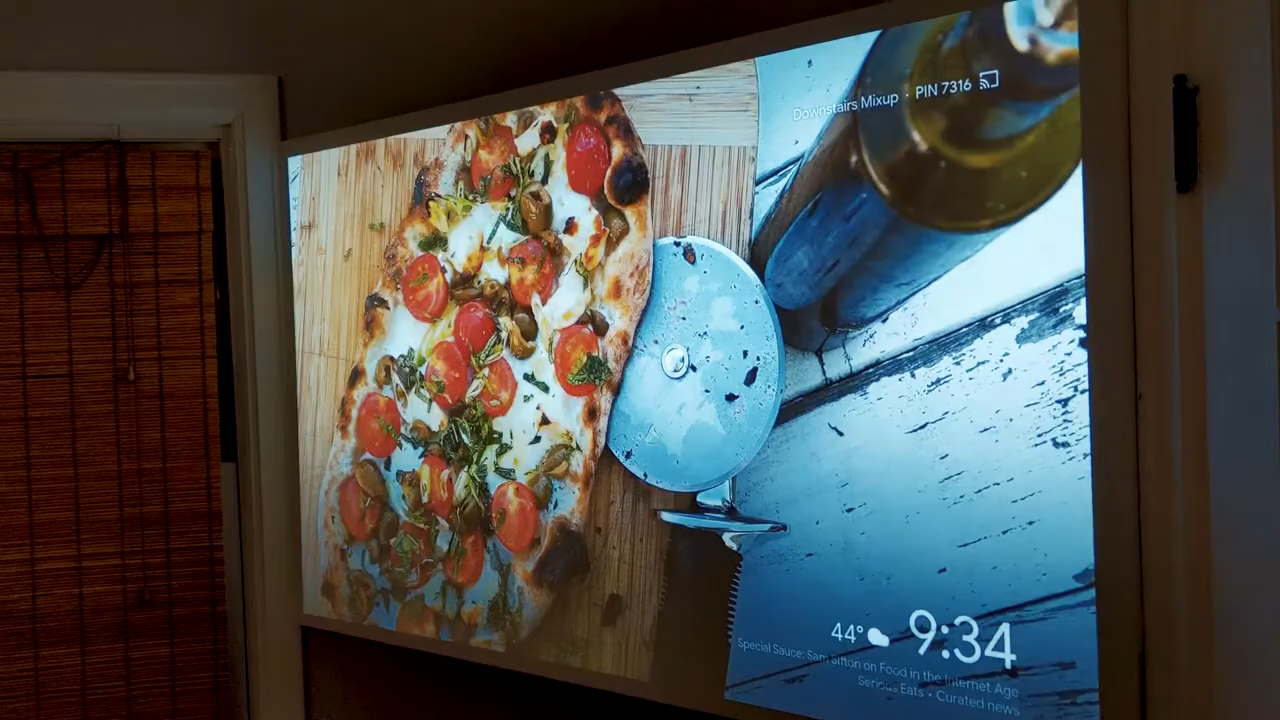 Downstairs Mixup · PIN 7316
44° 9:34
Special Sauce: Sam Sifton on Food in the Internet Age
Serious Eats • Curated news